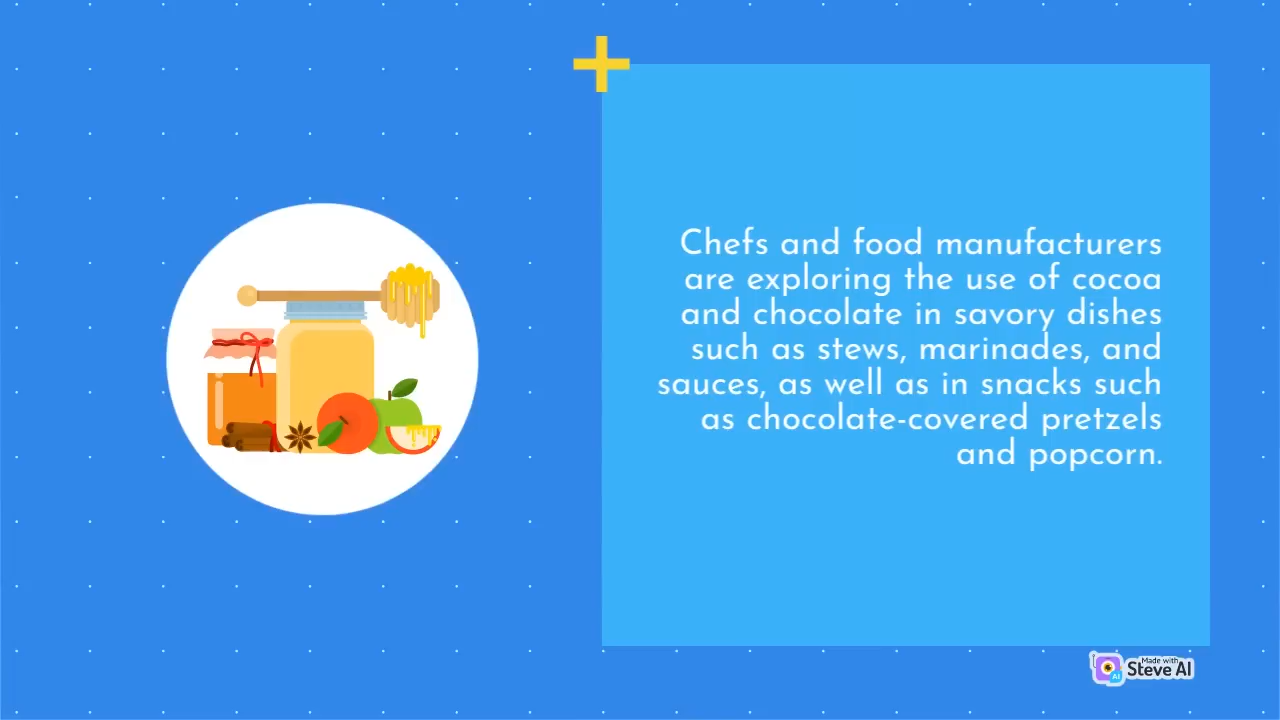 Chefs and food manufacturers
are exploring the use of cocoa
and chocolate in savory dishes
such as stews, marinades, and
sauces, as well as in snacks such
as chocolate-covered pretzels
and popcorn.
Made with
Steve AI
AI